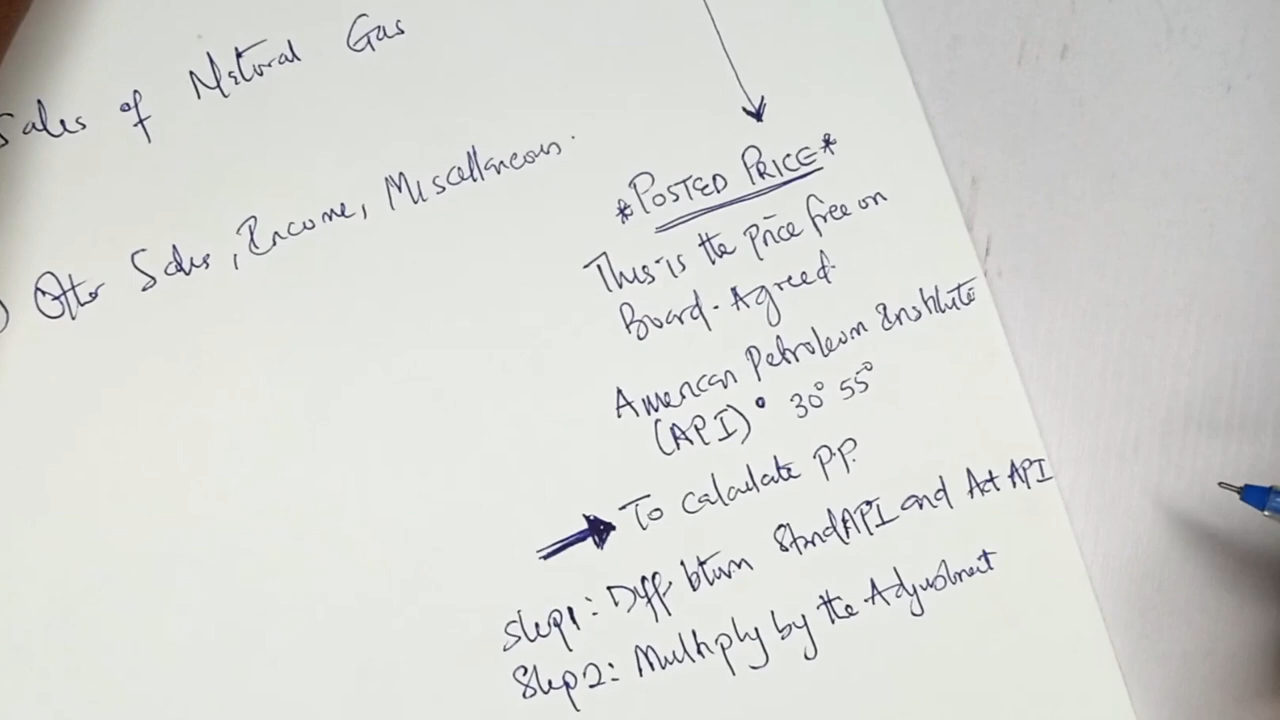 Sales of Natural Gas
) Other Sales, Income, Miscellaneous.
*POSTED PRICE*
This is the price free on
Board - Agreed.
American Petroleum Institute
(API)° 30° 55°
To calculate P.P.
Step1: Diff. btwn StandAPI and Act API
Step2: Multiply by the Adjustment